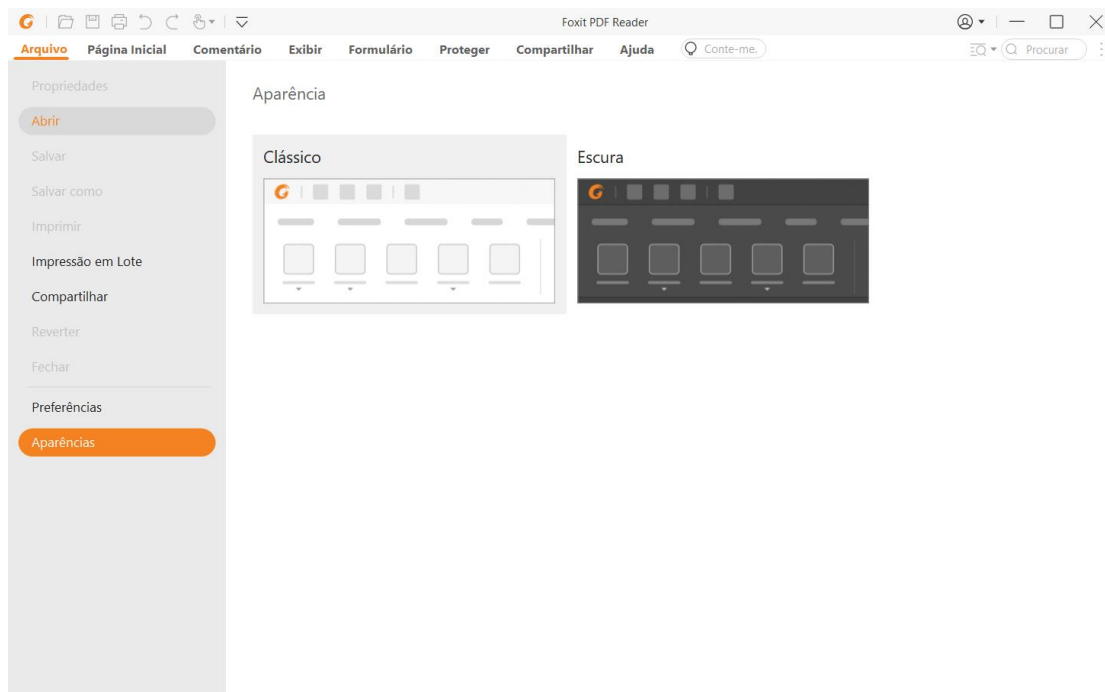 Foxit PDF Reader
Arquivo Página Inicial Comentário Exibir Formulário Proteger Compartilhar Ajuda Conte-me. Procurar
Propriedades
Abrir
Salvar
Salvar como
Imprimir
Impressão em Lote
Compartilhar
Reverter
Fechar
Preferências
Aparências
Aparência
Clássico
Escura